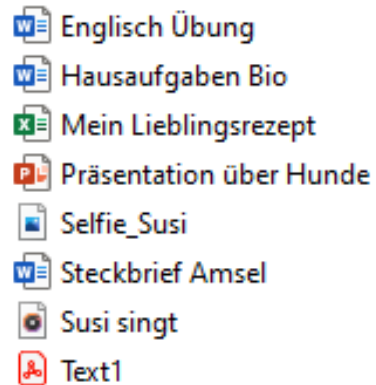 Englisch Übung
Hausaufgaben Bio
Mein Lieblingsrezept
Präsentation über Hunde
Selfie_Susi
Steckbrief Amsel
Susi singt
Text1